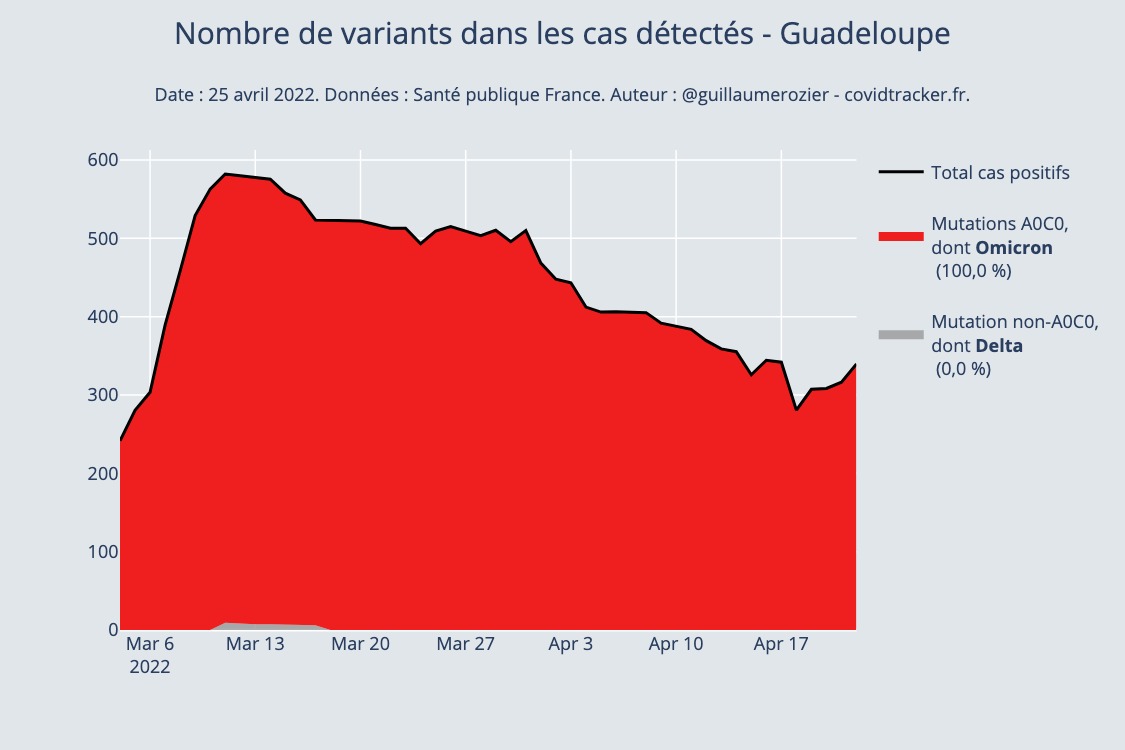 Nombre de variants dans les cas détectés - Guadeloupe
Date : 25 avril 2022. Données : Santé publique France. Auteur : @guillaumerozier - covidtracker.fr.
600
500
400
300
200
100
0
Mar 6
2022
Mar 13
Mar 20
Mar 27
Apr 3
Apr 10
Apr 17
Total cas positifs
Mutations A0C0,
dont Omicron
(100,0 %)
Mutation non-A0C0,
dont Delta
(0,0 %)